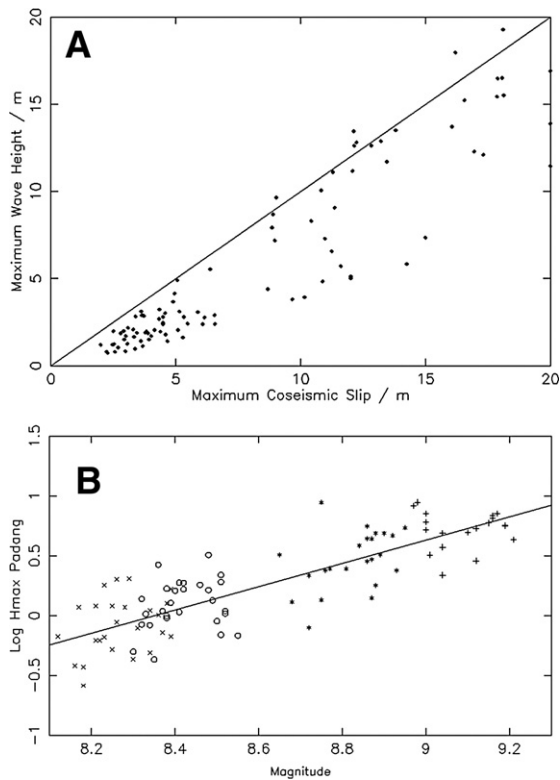 A
20
15
10
5
0
Maximum Wave Height / m
0 5 10 15 20
Maximum Coseismic Slip / m
B
1.5
1
0.5
0
−0.5
−1
Log Hmax Padang
8.2 8.4 8.6 8.8 9 9.2
Magnitude